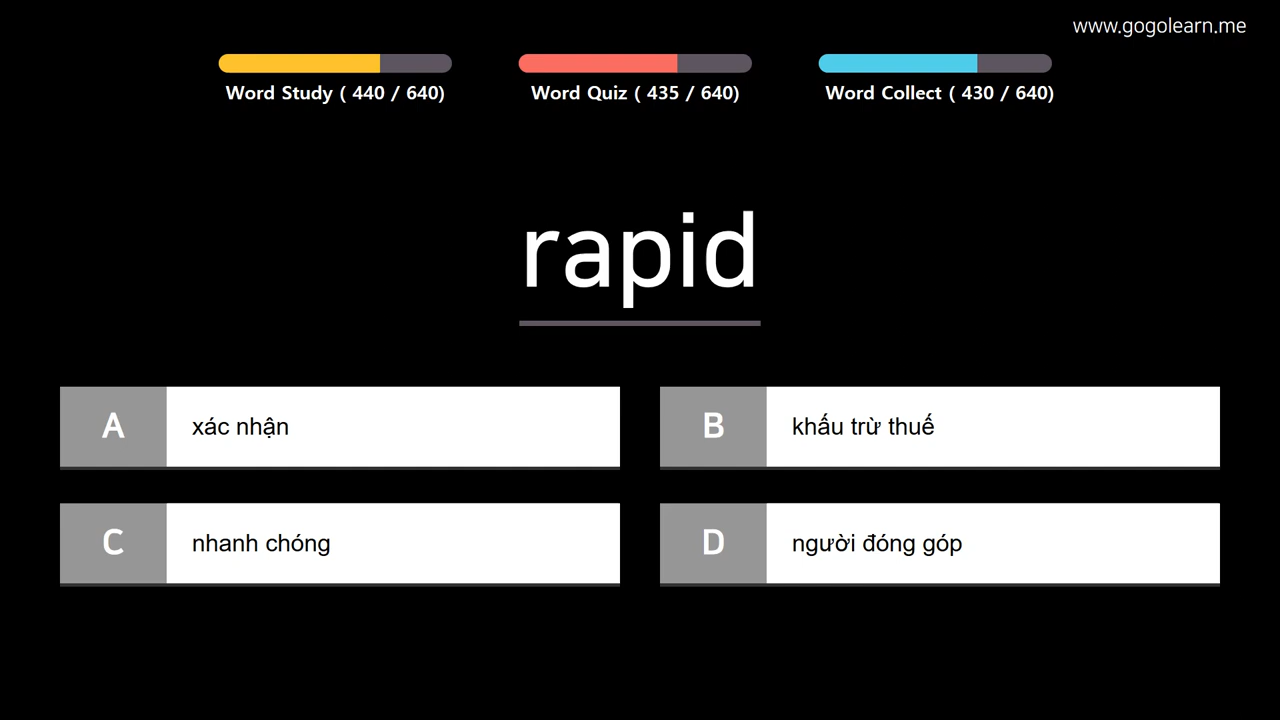 www.gogolearn.me
Word Study ( 440 / 640)
Word Quiz ( 435 / 640)
Word Collect ( 430 / 640)
rapid
A
xác nhận
B
khấu trừ thuế
C
nhanh chóng
D
người đóng góp